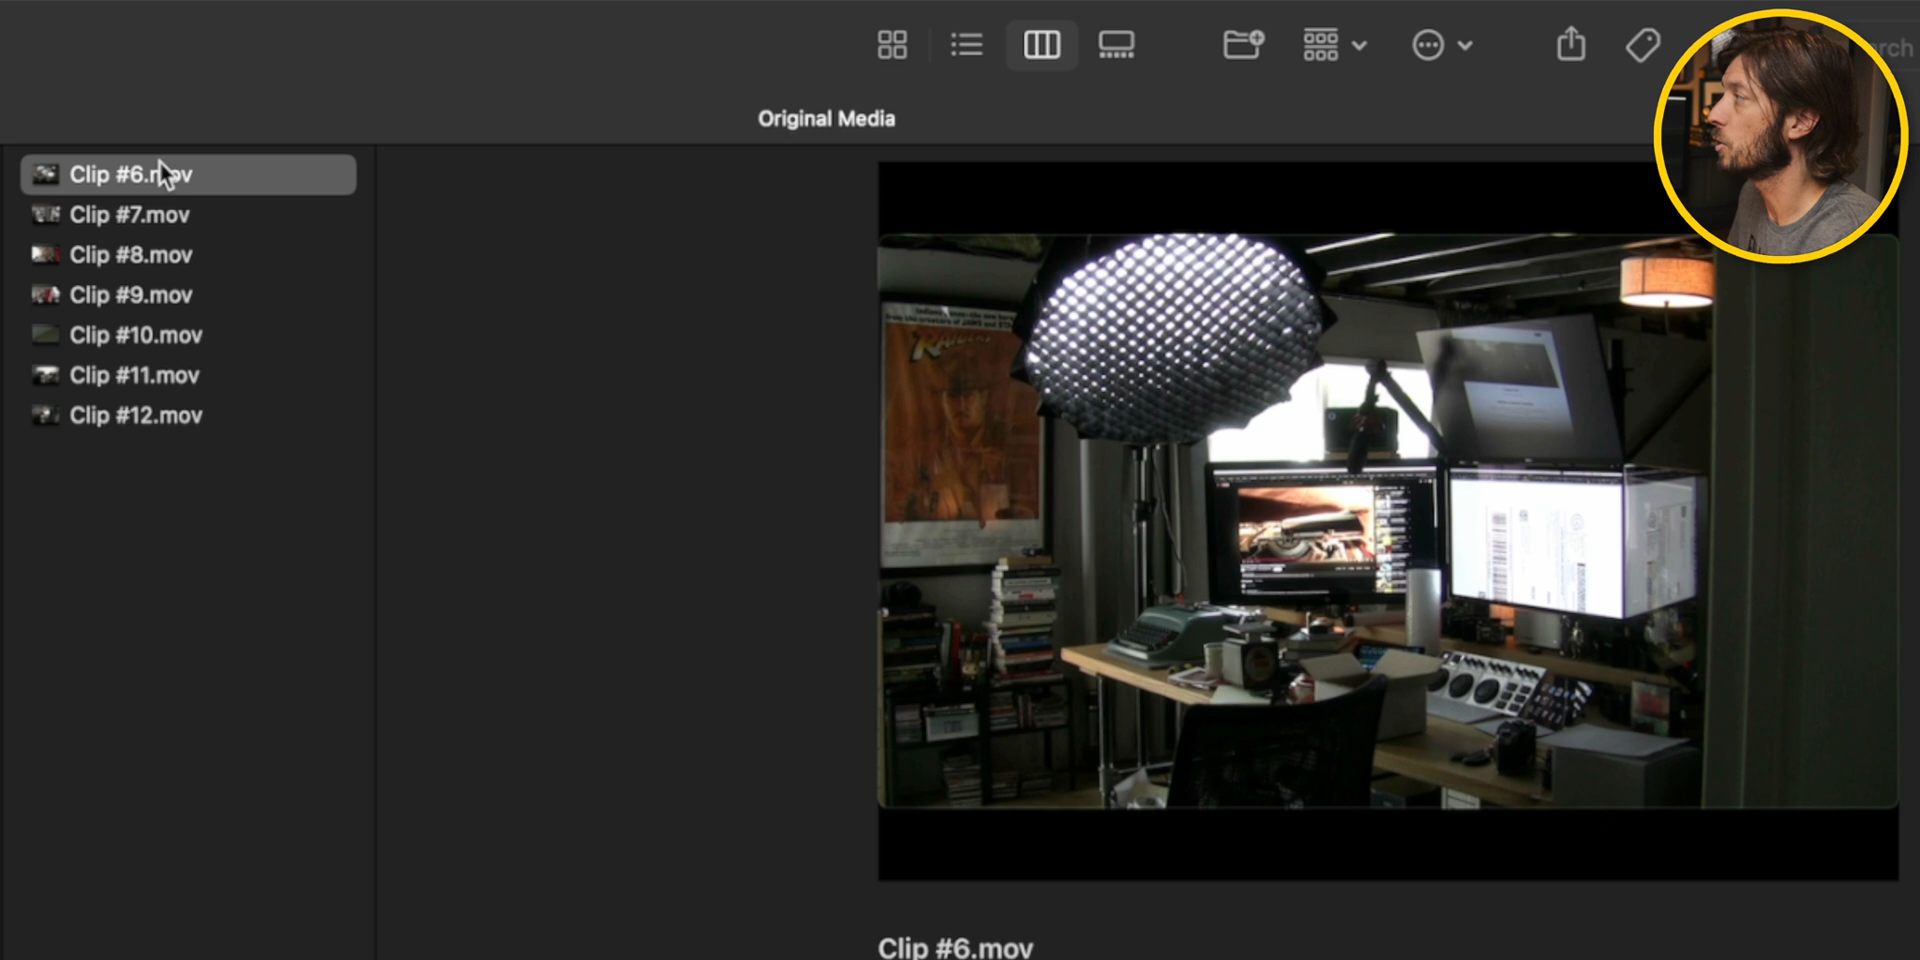 Original Media
Clip #6.mov
Clip #7.mov
Clip #8.mov
Clip #9.mov
Clip #10.mov
Clip #11.mov
Clip #12.mov
RAIDERS
Clip #6.mov